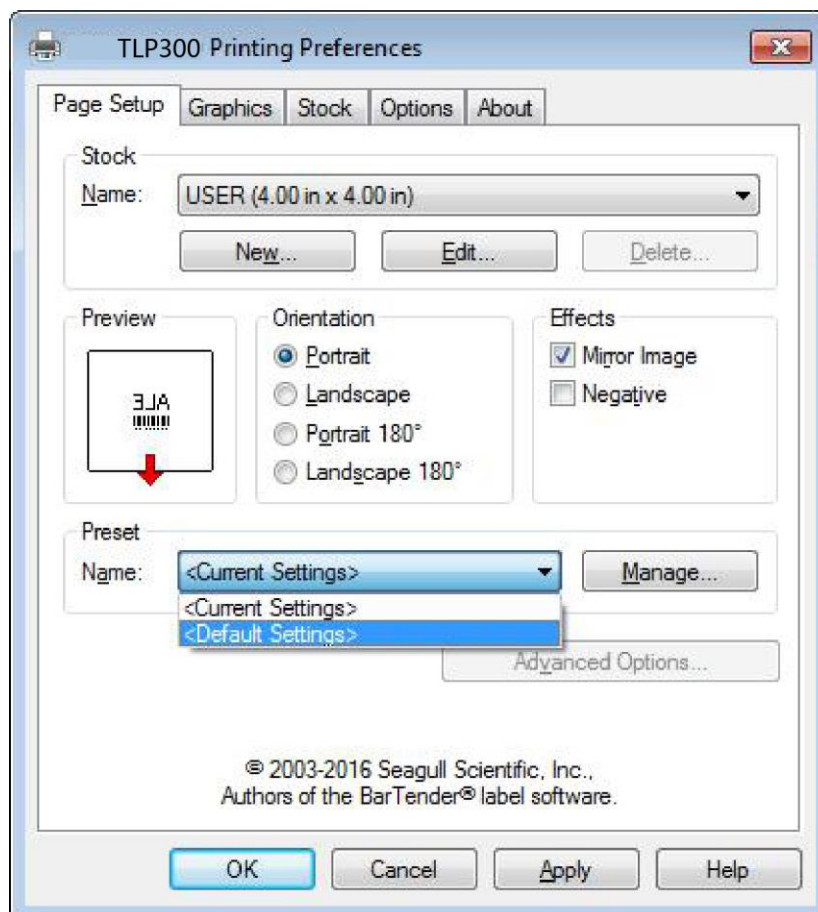 TLP300 Printing Preferences
Page Setup Graphics Stock Options About
Stock
Name: USER (4.00 in x 4.00 in)
New... Edit... Delete...
Preview
ALE
Orientation
Portrait
Landscape
Portrait 180°
Landscape 180°
Effects
Mirror Image
Negative
Preset
Name: <Current Settings> Manage...
<Current Settings>
<Default Settings>
Advanced Options...
© 2003-2016 Seagull Scientific, Inc.,
Authors of the BarTender® label software.
OK Cancel Apply Help